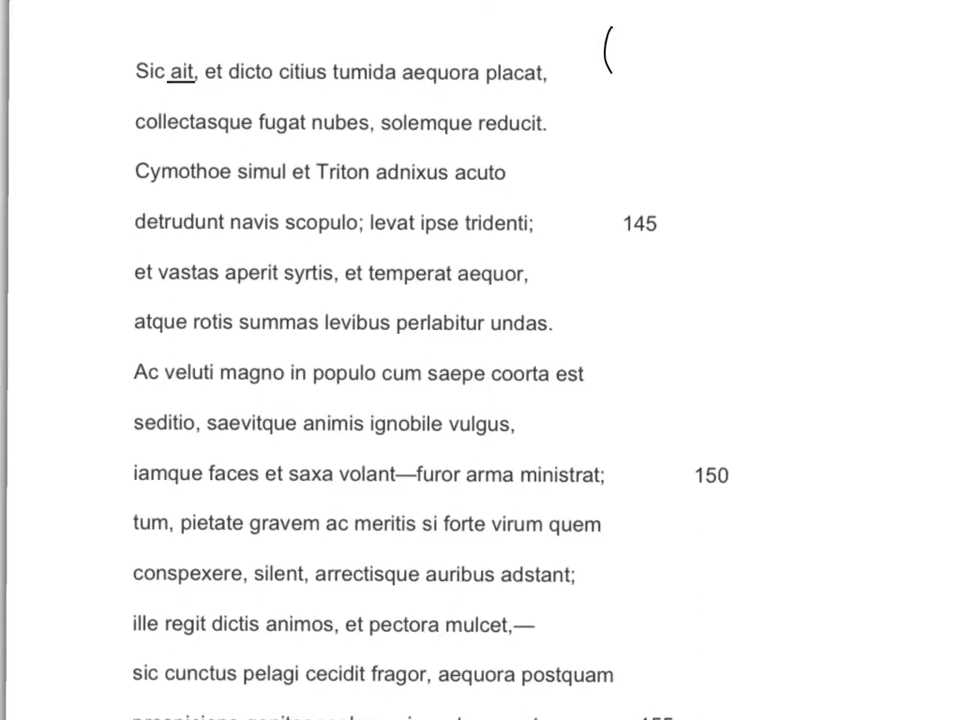 Sic ait, et dicto citius tumida aequora placat,
collectasque fugat nubes, solemque reducit.
Cymothoe simul et Triton adnixus acuto
detrudunt navis scopulo; levat ipse tridenti; 145
et vastas aperit syrtis, et temperat aequor,
atque rotis summas levibus perlabitur undas.
Ac veluti magno in populo cum saepe coorta est
seditio, saevitque animis ignobile vulgus,
iamque faces et saxa volant—furor arma ministrat; 150
tum, pietate gravem ac meritis si forte virum quem
conspexere, silent, arrectisque auribus adstant;
ille regit dictis animos, et pectora mulcet,—
sic cunctus pelagi cecidit fragor, aequora postquam